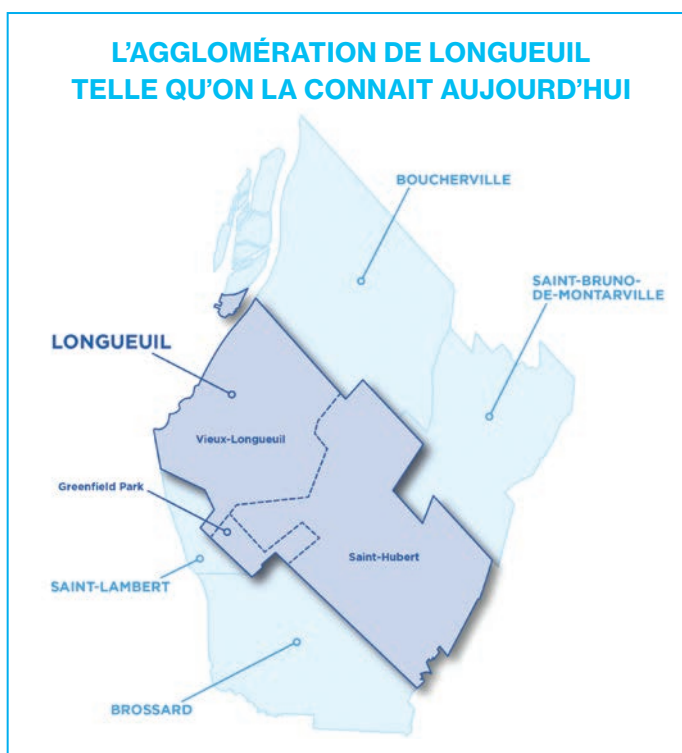 L'AGGLOMÉRATION DE LONGUEUIL
TELLE QU'ON LA CONNAIT AUJOURD'HUI
BOUCHERVILLE
SAINT-BRUNO-
DE-MONTARVILLE
LONGUEUIL
Vieux-Longueuil
Greenfield Park
Saint-Hubert
SAINT-LAMBERT
BROSSARD